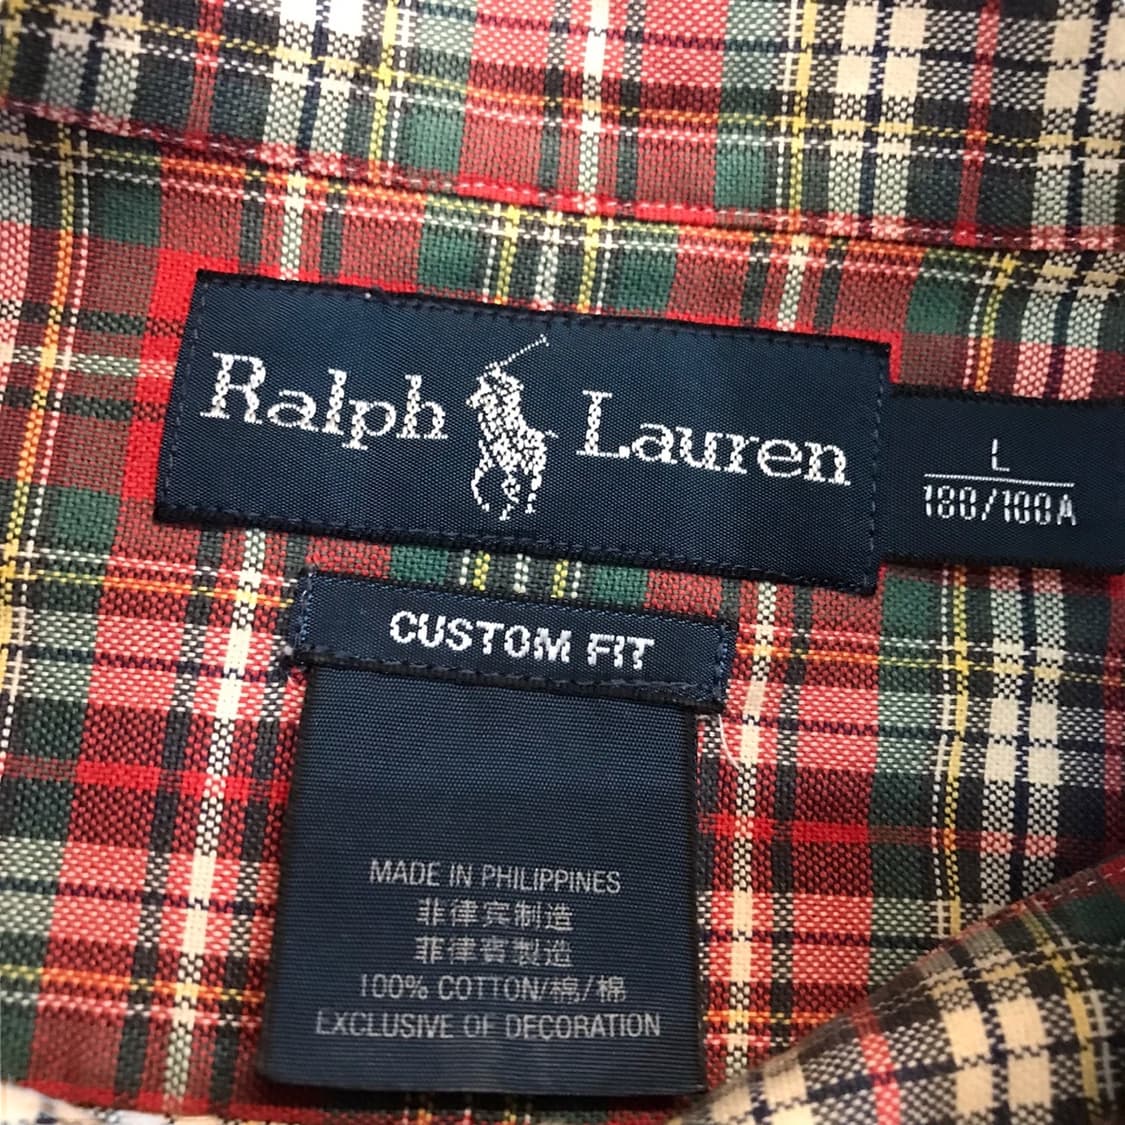 Ralph Lauren
L
180/100A
CUSTOM FIT
MADE IN PHILIPPINES
菲律宾制造
菲律賓製造
100% COTTON/棉/棉
EXCLUSIVE OF DECORATION